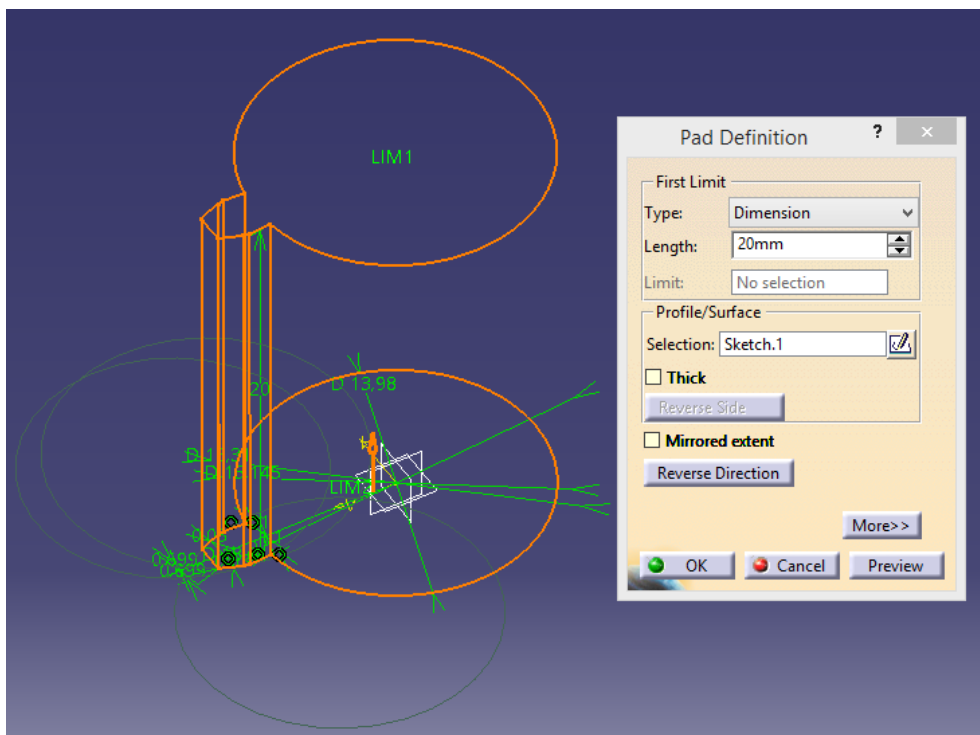 LIM1
20
D 13,98
LIM
Pad Definition
?
First Limit
Type: Dimension
Length: 20mm
Limit: No selection
Profile/Surface
Selection: Sketch.1
Thick
Reverse Side
Mirrored extent
Reverse Direction
More>>
OK Cancel Preview